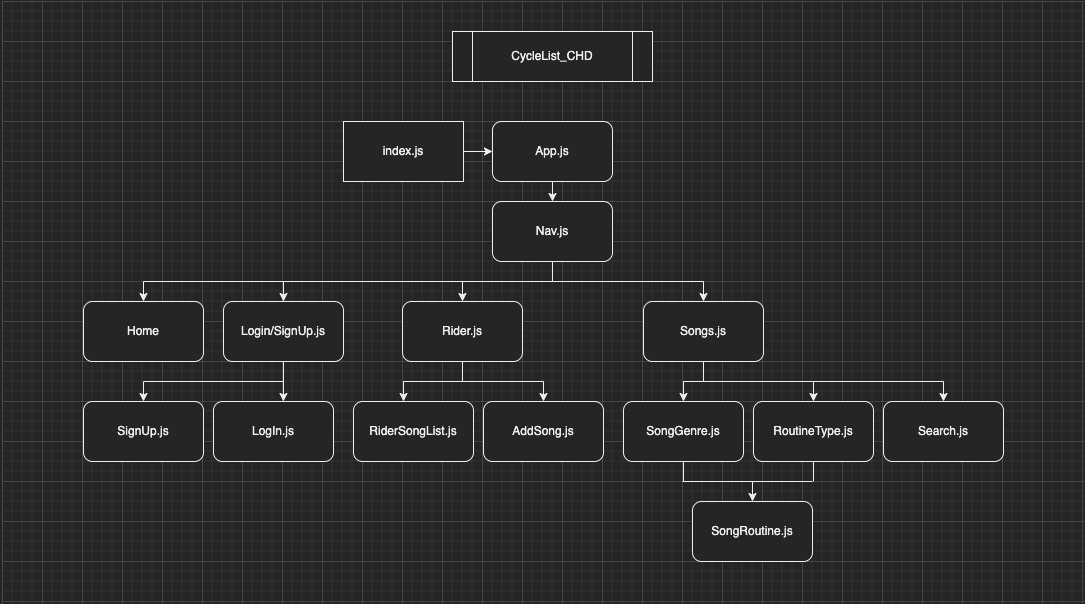 CycleList_CHD
index.js
App.js
Nav.js
Home
Login/SignUp.js
Rider.js
Songs.js
SignUp.js
LogIn.js
RiderSongList.js
AddSong.js
SongGenre.js
RoutineType.js
Search.js
SongRoutine.js